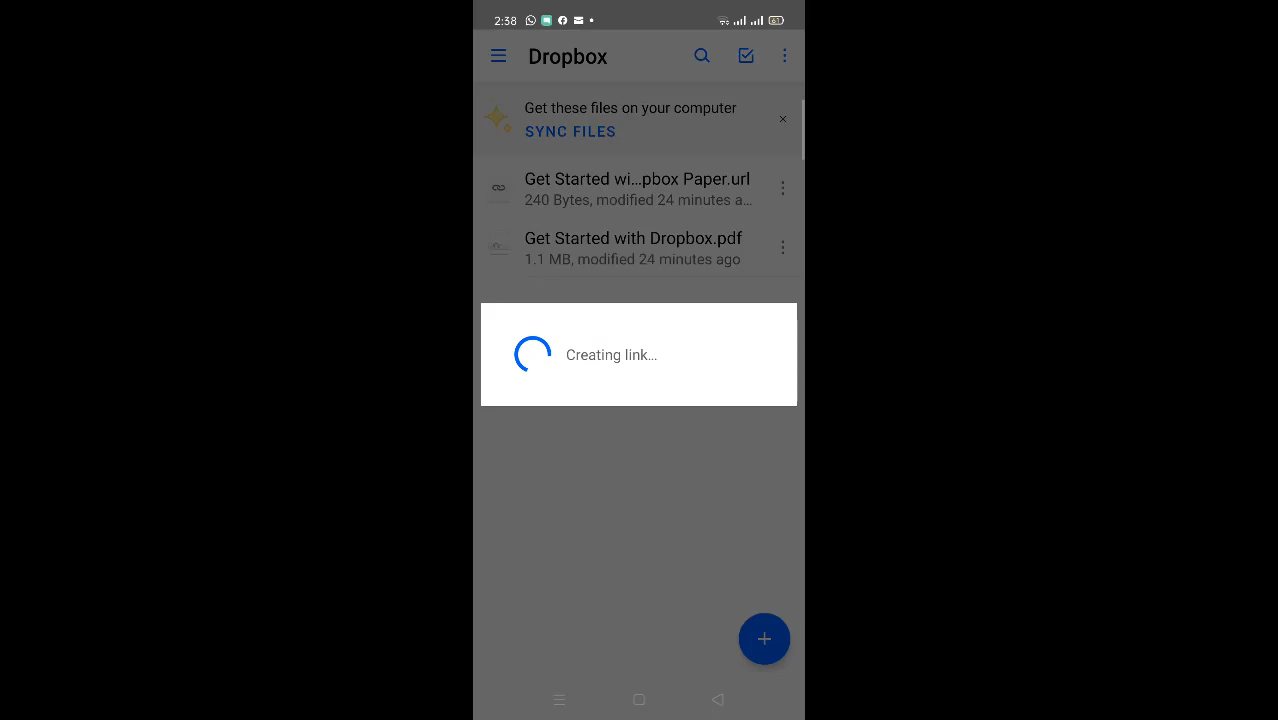 2:38
61
Dropbox
Get these files on your computer
SYNC FILES
Get Started wi...pbox Paper.url
240 Bytes, modified 24 minutes a...
Get Started with Dropbox.pdf
1.1 MB, modified 24 minutes ago
Creating link...